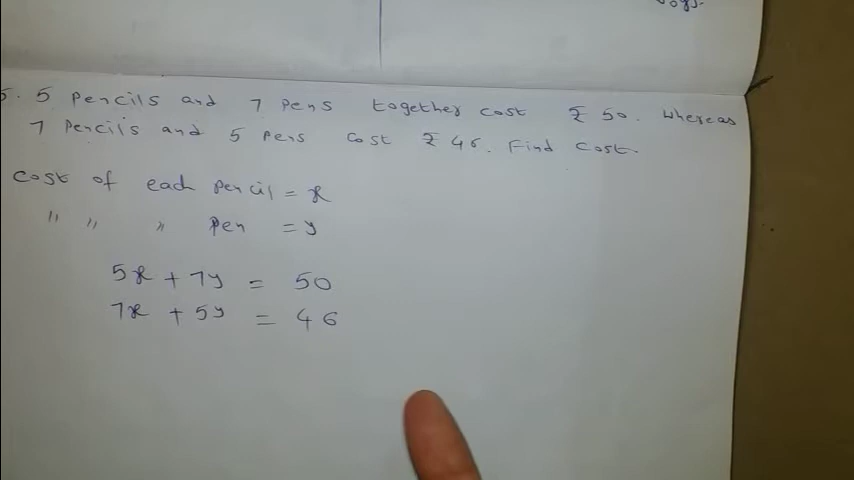 5. 5 Pencils and 7 Pens together cost ₹ 50. whereas
7 Pencils and 5 Pens cost ₹ 46. Find cost.
cost of each pencil = x
" " " Pen = y
5x + 7y = 50
7x + 5y = 46